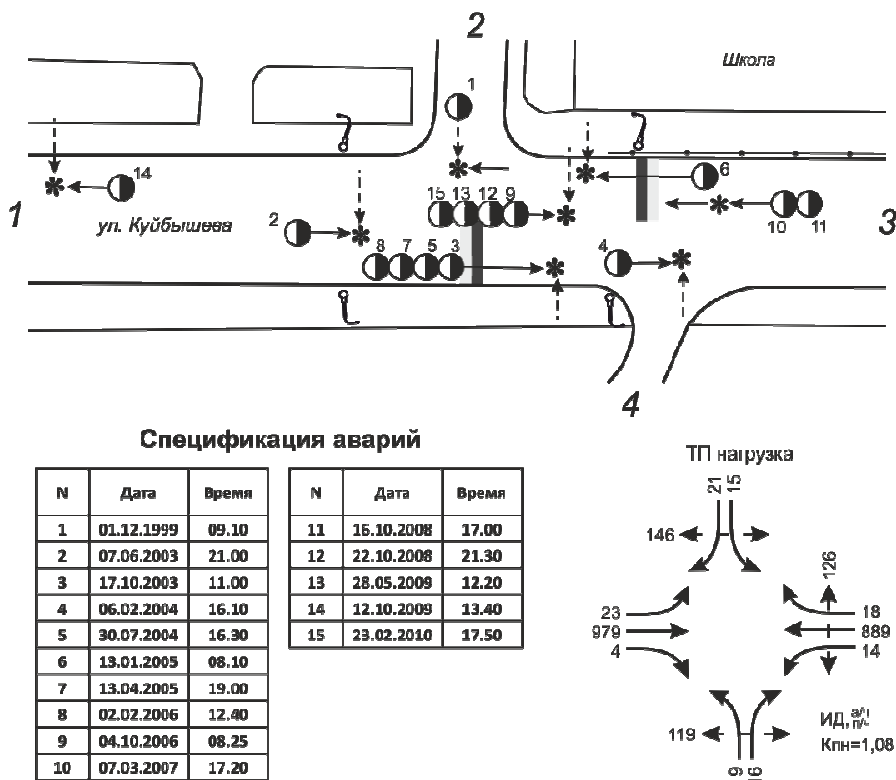 2
Школа
1
14
6
1
ул. Куйбышева
2
15 13 12 9
8 7 5 3
4
10 11
3
4
Спецификация аварий
N Дата Время
1 01.12.1999 09.10
2 07.06.2003 21.00
3 17.10.2003 11.00
4 06.02.2004 16.10
5 30.07.2004 16.30
6 13.01.2005 08.10
7 13.04.2005 19.00
8 02.02.2006 12.40
9 04.10.2006 08.25
10 07.03.2007 17.20
N Дата Время
11 16.10.2008 17.00
12 22.10.2008 21.30
13 28.05.2009 12.20
14 12.10.2009 13.40
15 23.02.2010 17.50
ТП нагрузка
21 15
146
126
23 18
979 889
4 14
119
9
ИД,
Кпн=1,08